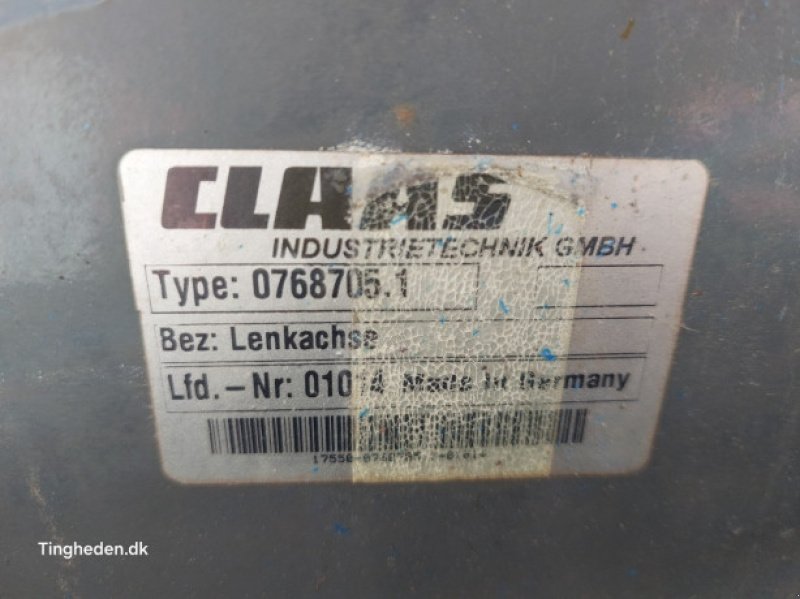 CLAAS
INDUSTRIETECHNIK GMBH
Type: 0768705.1
Bez: Lenkachse
Lfd.-Nr: 01014 Made in Germany
Tingheden.dk